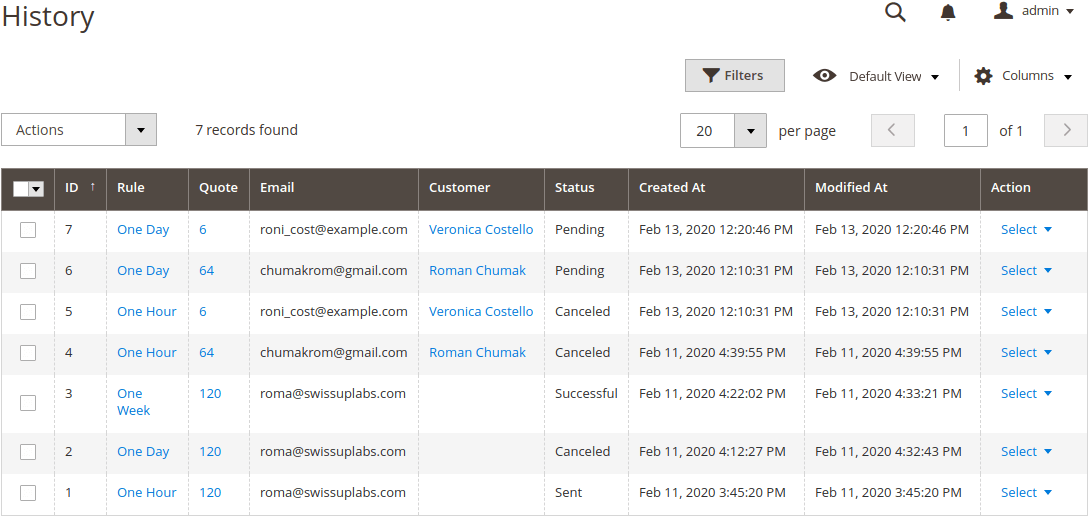 History
admin
Filters
Default View
Columns
Actions
7 records found
20
per page
1
of 1
ID ↑ Rule Quote Email Customer Status Created At Modified At Action
7 One Day 6 roni_cost@example.com Veronica Costello Pending Feb 13, 2020 12:20:46 PM Feb 13, 2020 12:20:46 PM Select
6 One Day 64 chumakrom@gmail.com Roman Chumak Pending Feb 13, 2020 12:10:31 PM Feb 13, 2020 12:10:31 PM Select
5 One Hour 6 roni_cost@example.com Veronica Costello Canceled Feb 13, 2020 12:10:31 PM Feb 13, 2020 12:10:31 PM Select
4 One Hour 64 chumakrom@gmail.com Roman Chumak Canceled Feb 11, 2020 4:39:55 PM Feb 11, 2020 4:39:55 PM Select
3 One 120 roma@swissuplabs.com Successful Feb 11, 2020 4:22:02 PM Feb 11, 2020 4:33:21 PM Select
Week
2 One Day 120 roma@swissuplabs.com Canceled Feb 11, 2020 4:12:27 PM Feb 11, 2020 4:32:43 PM Select
1 One Hour 120 roma@swissuplabs.com Sent Feb 11, 2020 3:45:20 PM Feb 11, 2020 3:45:20 PM Select